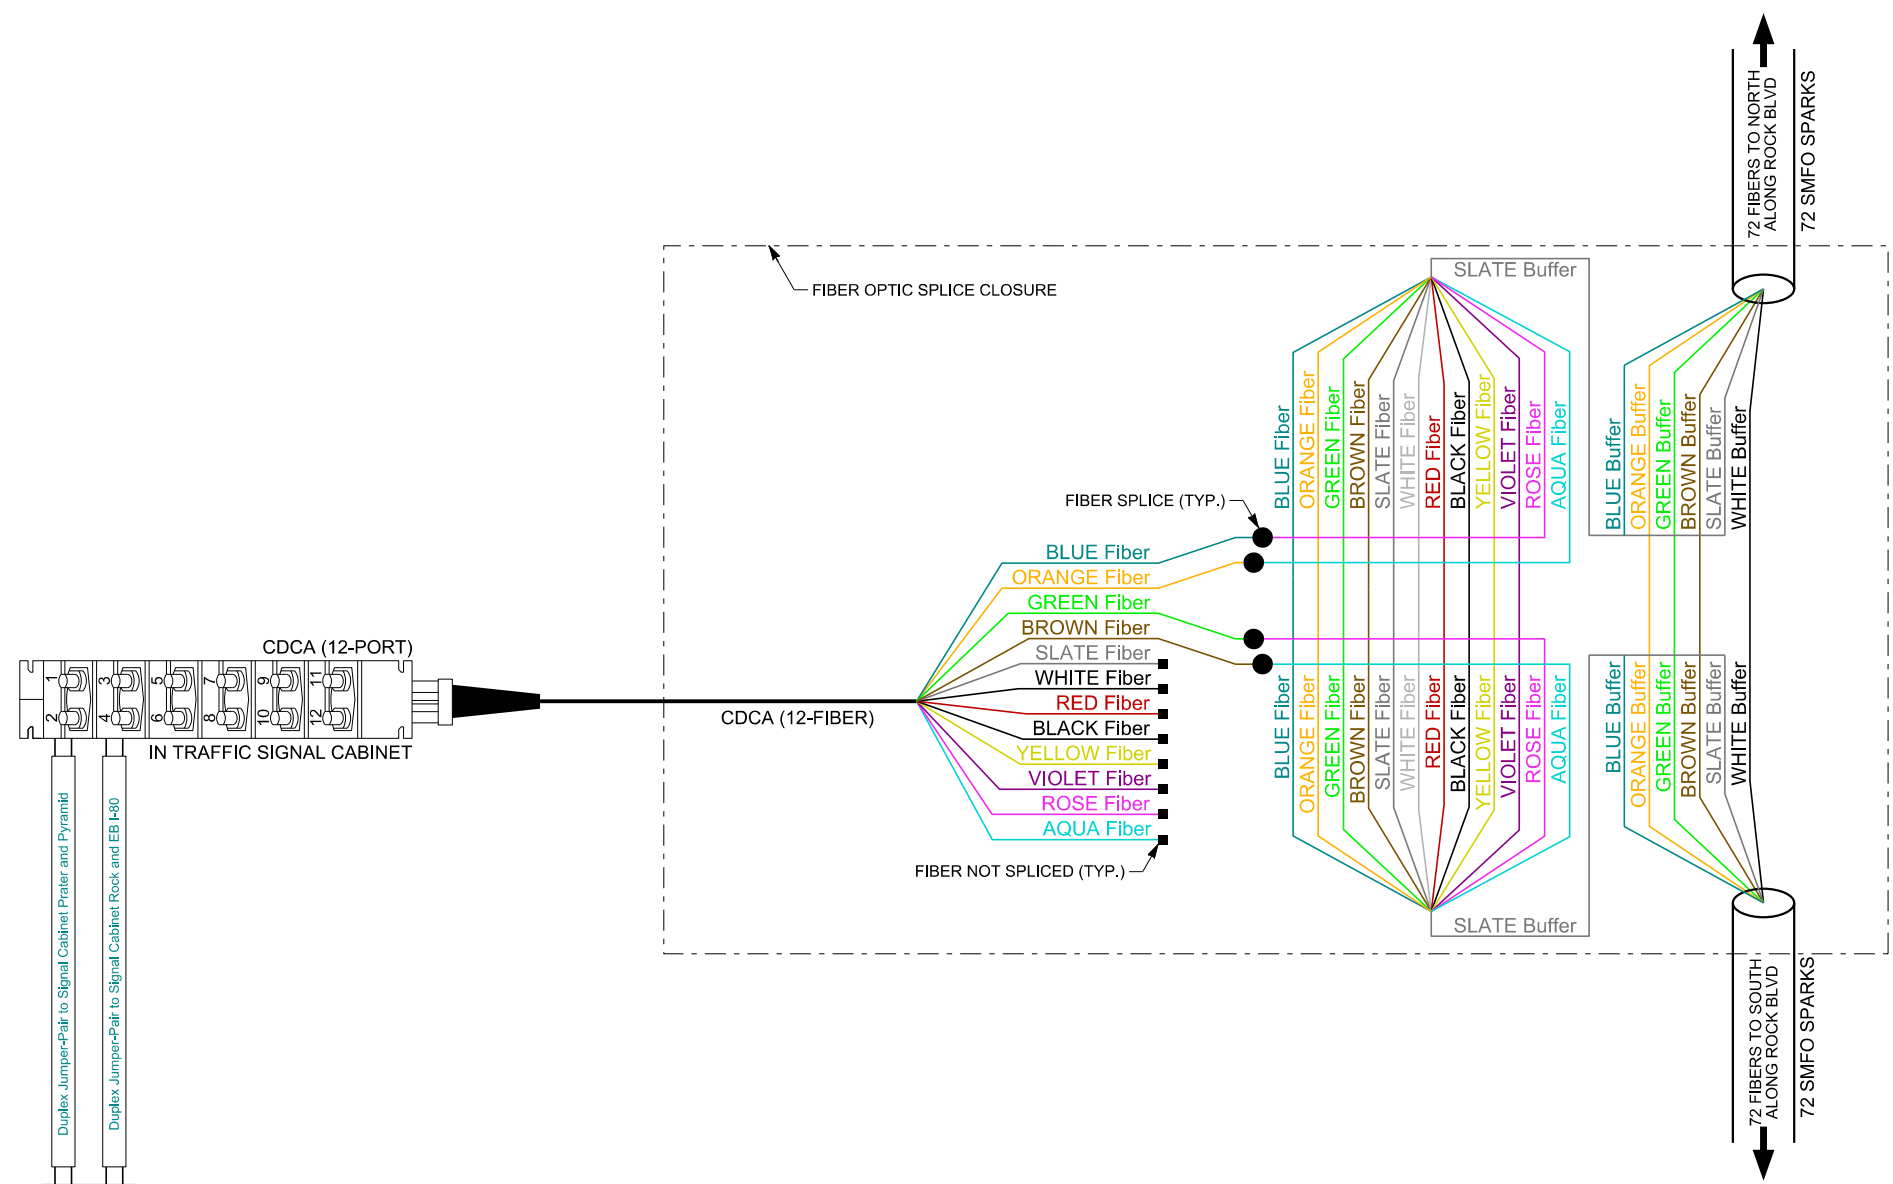 72 FIBERS TO NORTH
ALONG ROCK BLVD
72 SMFO SPARKS
FIBER OPTIC SPLICE CLOSURE
SLATE Buffer
BLUE Fiber
ORANGE Fiber
GREEN Fiber
BROWN Fiber
SLATE Fiber
WHITE Fiber
RED Fiber
BLACK Fiber
YELLOW Fiber
VIOLET Fiber
ROSE Fiber
AQUA Fiber
BLUE Buffer
ORANGE Buffer
GREEN Buffer
BROWN Buffer
SLATE Buffer
WHITE Buffer
FIBER SPLICE (TYP.)
BLUE Fiber
ORANGE Fiber
GREEN Fiber
BROWN Fiber
SLATE Fiber
WHITE Fiber
RED Fiber
BLACK Fiber
YELLOW Fiber
VIOLET Fiber
ROSE Fiber
AQUA Fiber
FIBER NOT SPLICED (TYP.)
CDCA (12-PORT)
1
3
5
7
9
11
2
4
6
8
10
12
IN TRAFFIC SIGNAL CABINET
CDCA (12-FIBER)
Duplex Jumper-Pair to Signal Cabinet Prater and Pyramid
Duplex Jumper-Pair to Signal Cabinet Rock and EB I-80
BLUE Fiber
ORANGE Fiber
GREEN Fiber
BROWN Fiber
SLATE Fiber
WHITE Fiber
RED Fiber
BLACK Fiber
YELLOW Fiber
VIOLET Fiber
ROSE Fiber
AQUA Fiber
BLUE Buffer
ORANGE Buffer
GREEN Buffer
BROWN Buffer
SLATE Buffer
WHITE Buffer
SLATE Buffer
72 FIBERS TO SOUTH
ALONG ROCK BLVD
72 SMFO SPARKS